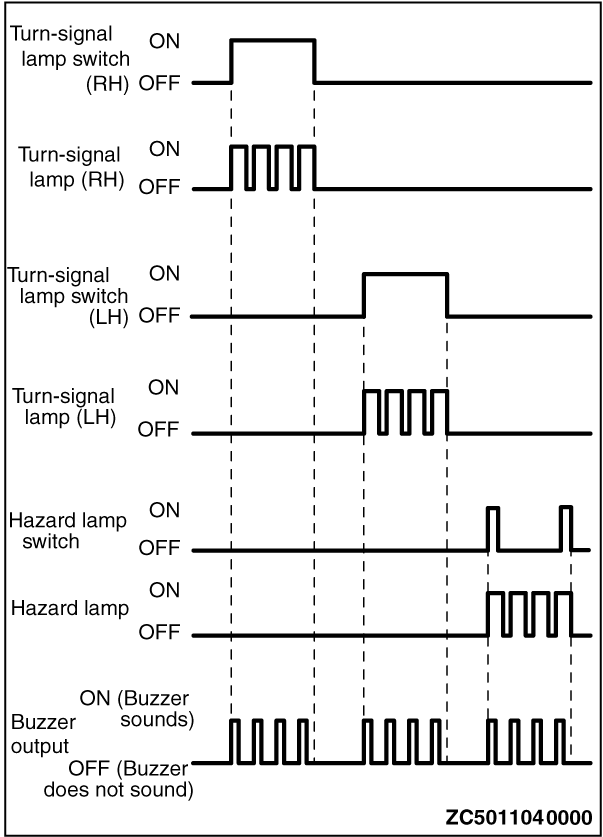 Turn-signal
lamp switch
(RH)
ON
OFF
Turn-signal
lamp (RH)
ON
OFF
Turn-signal
lamp switch
(LH)
ON
OFF
Turn-signal
lamp (LH)
ON
OFF
Hazard lamp
switch
ON
OFF
Hazard lamp
ON
OFF
Buzzer
output
ON (Buzzer
sounds)
OFF (Buzzer
does not sound)
ZC5011040000